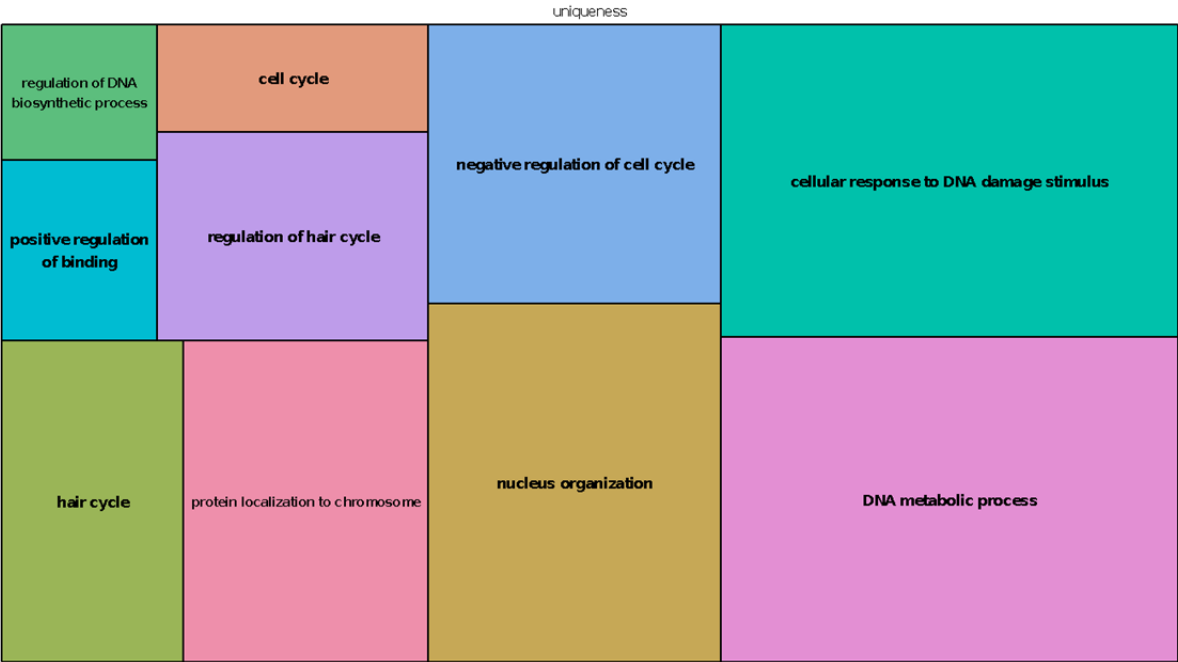 uniqueness
regulation of DNA
biosynthetic process
cell cycle
negative regulation of cell cycle
cellular response to DNA damage stimulus
positive regulation
of binding
regulation of hair cycle
hair cycle
protein localization to chromosome
nucleus organization
DNA metabolic process